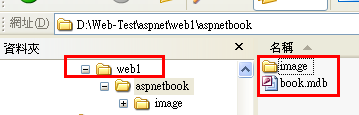 網址(D) D:\Web-Test\aspnet\web1\aspnetbook
資料夾
名稱
web1
aspnetbook
image
image
book.mdb